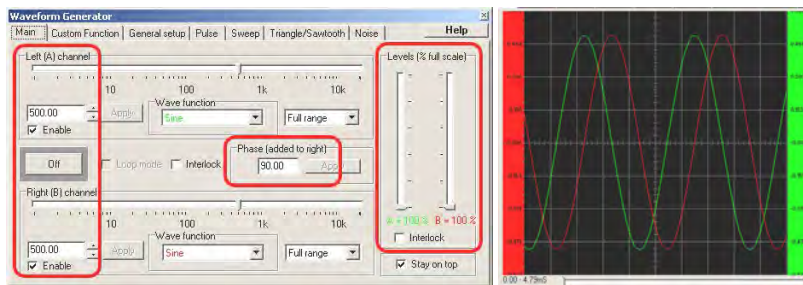 Waveform Generator
Main Custom Function General setup Pulse Sweep Triangle/Sawtooth Noise Help
Left (A) channel
10 100 1k 10k
500.00 Apply Wave function
Sine Full range
Enable
Off Loop mode Interlock Phase (added to right)
90.00 Apply
Right (B) channel
10 100 1k 10k
500.00 Apply Wave function
Sine Full range
Enable
Levels (% full scale)
A = 100 % B = 100 %
Interlock
Stay on top
0.00 - 4.79mS